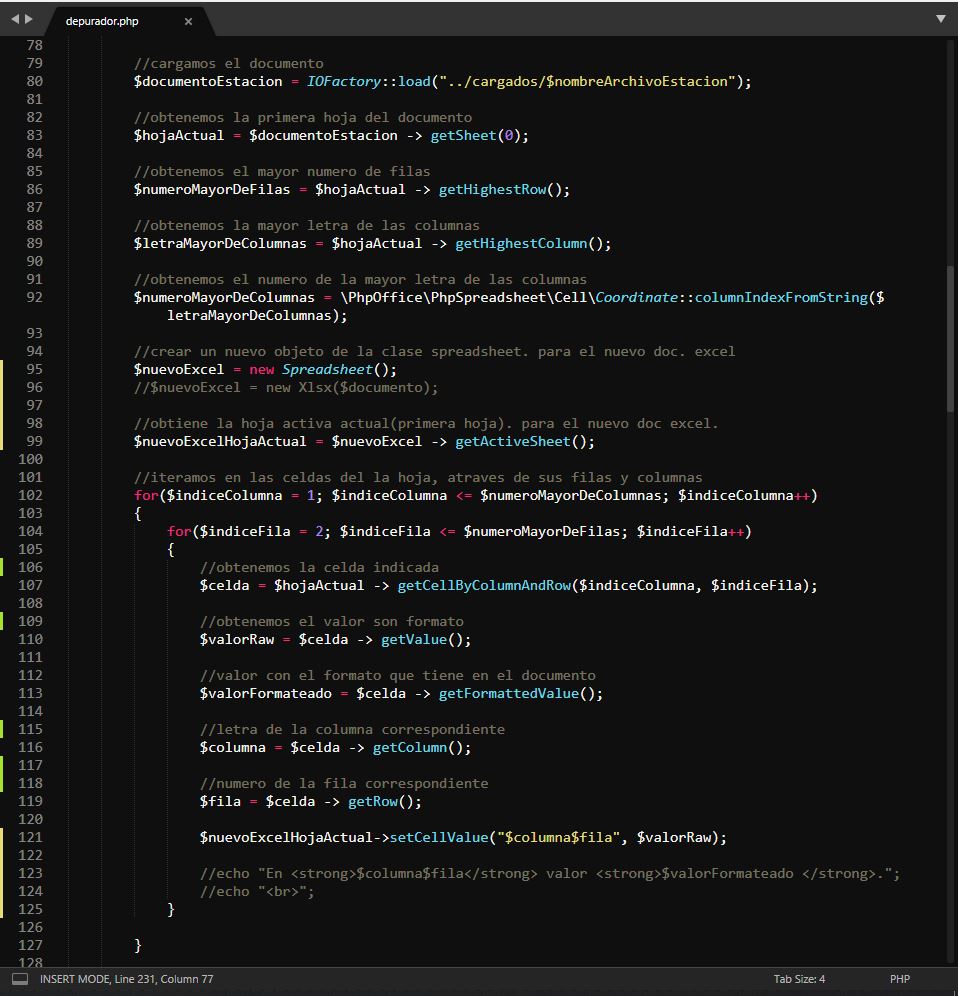 depurador.php
78
79 //cargamos el documento
80 $documentoEstacion = IOFactory::load("../cargados/$nombreArchivoEstacion");
81
82 //obtenemos la primera hoja del documento
83 $hojaActual = $documentoEstacion -> getSheet(0);
84
85 //obtenemos el mayor numero de filas
86 $numeroMayorDeFilas = $hojaActual -> getHighestRow();
87
88 //obtenemos la mayor letra de las columnas
89 $letraMayorDeColumnas = $hojaActual -> getHighestColumn();
90
91 //obtenemos el numero de la mayor letra de las columnas
92 $numeroMayorDeColumnas = \PhpOffice\PhpSpreadsheet\Cell\Coordinate::columnIndexFromString($
letraMayorDeColumnas);
93
94 //crear un nuevo objeto de la clase spreadsheet. para el nuevo doc. excel
95 $nuevoExcel = new Spreadsheet();
96 //$nuevoExcel = new Xlsx($documento);
97
98 //obtiene la hoja activa actual(primera hoja). para el nuevo doc excel.
99 $nuevoExcelHojaActual = $nuevoExcel -> getActiveSheet();
100
101 //iteramos en las celdas del la hoja, atraves de sus filas y columnas
102 for($indiceColumna = 1; $indiceColumna <= $numeroMayorDeColumnas; $indiceColumna++)
103 {
104 for($indiceFila = 2; $indiceFila <= $numeroMayorDeFilas; $indiceFila++)
105 {
106 //obtenemos la celda indicada
107 $celda = $hojaActual -> getCellByColumnAndRow($indiceColumna, $indiceFila);
108
109 //obtenemos el valor son formato
110 $valorRaw = $celda -> getValue();
111
112 //valor con el formato que tiene en el documento
113 $valorFormateado = $celda -> getFormattedValue();
114
115 //letra de la columna correspondiente
116 $columna = $celda -> getColumn();
117
118 //numero de la fila correspondiente
119 $fila = $celda -> getRow();
120
121 $nuevoExcelHojaActual->setCellValue("$columna$fila", $valorRaw);
122
123 //echo "En <strong>$columna$fila</strong> valor <strong>$valorFormateado </strong>.";
124 //echo "<br>";
125 }
126
127 }
128
INSERT MODE, Line 231, Column 77
Tab Size: 4
PHP